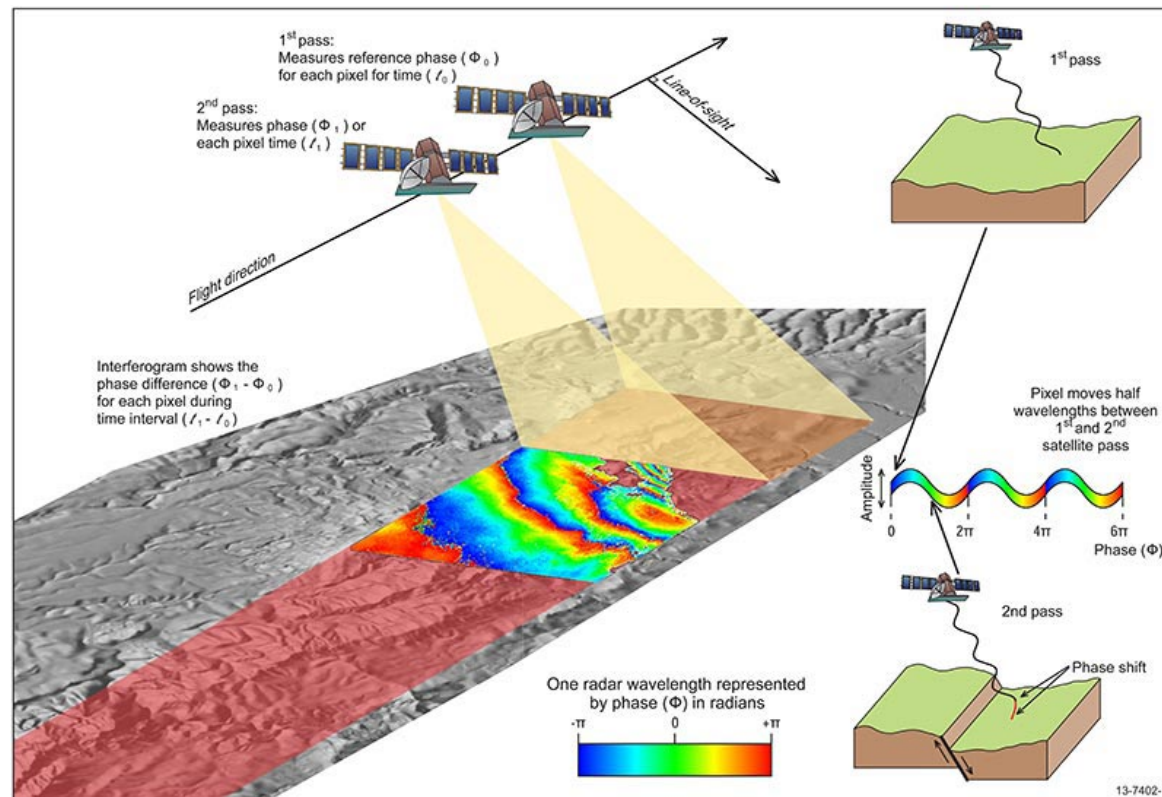 1st pass:
Measures reference phase (Φ0)
for each pixel for time (t0)
2nd pass:
Measures phase (Φ1) or
each pixel time (t1)
Line-of-sight
Flight direction
Interferogram shows the
phase difference (Φ1 - Φ0)
for each pixel during
time interval (t1 - t0)
1st pass
Pixel moves half
wavelengths between
1st and 2nd
satellite pass
Amplitude
0 2π 4π 6π
Phase (Φ)
2nd pass
Phase shift
One radar wavelength represented
by phase (Φ) in radians
-π 0 +π
13-7402-